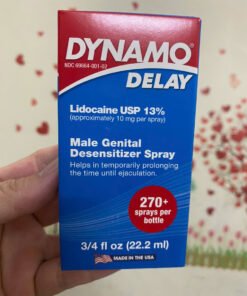 DYNAMO®
NDC 69664-001-02
DELAY
Lidocaine USP 13%
(approximately 10 mg per spray)
Male Genital
Desensitizer Spray
Helps in temporarily prolonging
the time until ejaculation.
270+
sprays per
bottle
3/4 fl oz (22.2 ml)
MADE IN THE USA